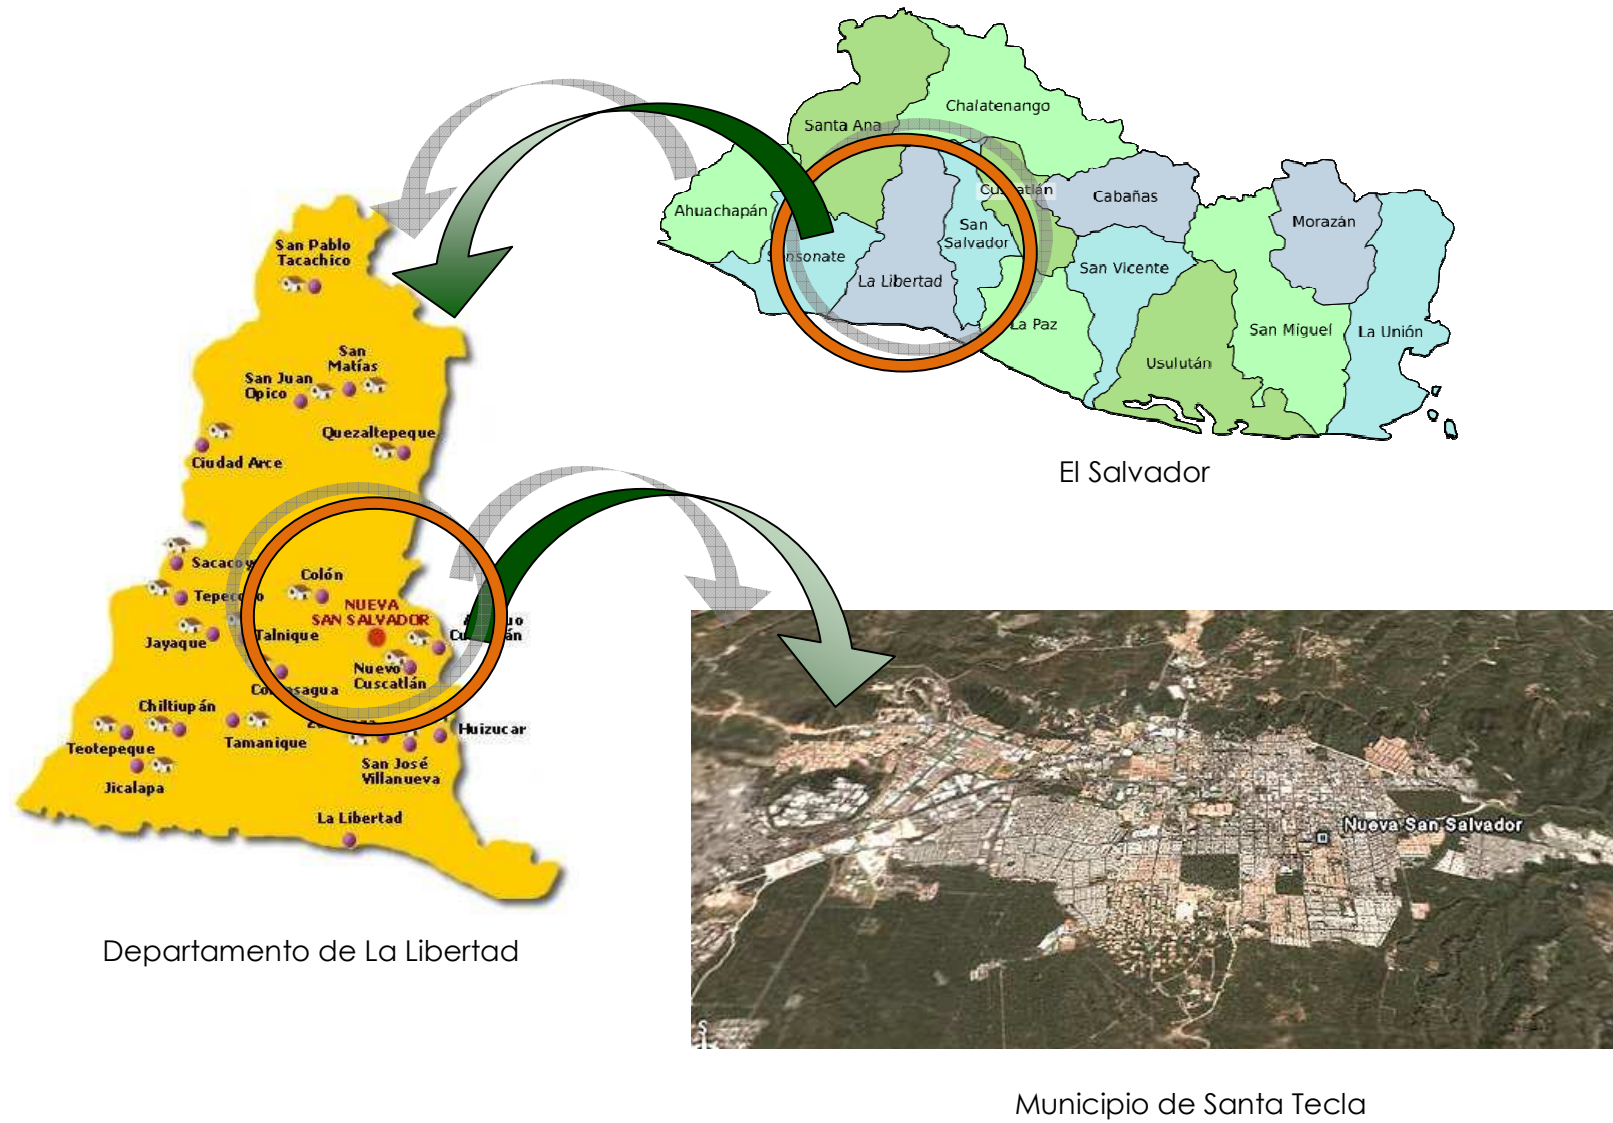 Chalatenango
Santa Ana
Ahuachapán
Cabañas
Morazán
San
Salvador
La Libertad
San Vicente
La Paz
San Miguel
La Unión
Usulután
El Salvador
San Pablo
Tacachico
San
Matías
San Juan
Opico
Quezaltepeque
Ciudad Arce
Colón
NUEVA
SAN SALVADOR
Jayaque
Talnique
Nuevo
Cuscatlán
Chiltiupán
Tamanique
Huizucar
Teotepeque
San José
Villanueva
Jicalapa
La Libertad
Departamento de La Libertad
Nueva San Salvador
S
Municipio de Santa Tecla